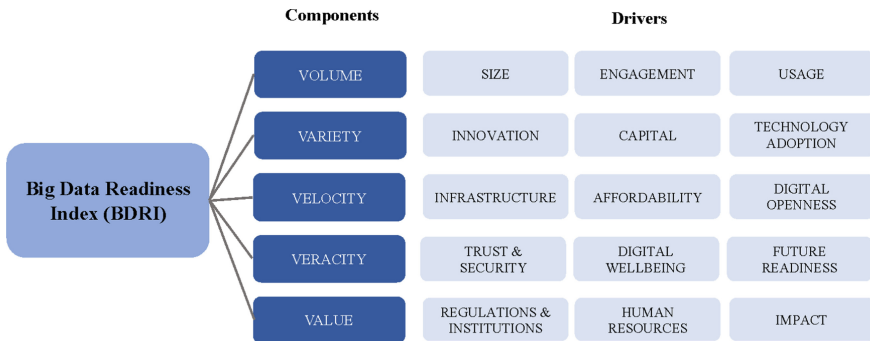 Components
Drivers
VOLUME
SIZE
ENGAGEMENT
USAGE
VARIETY
INNOVATION
CAPITAL
TECHNOLOGY
ADOPTION
Big Data Readiness
Index (BDRI)
VELOCITY
INFRASTRUCTURE
AFFORDABILITY
DIGITAL
OPENNESS
VERACITY
TRUST &
SECURITY
DIGITAL
WELLBEING
FUTURE
READINESS
VALUE
REGULATIONS &
INSTITUTIONS
HUMAN
RESOURCES
IMPACT